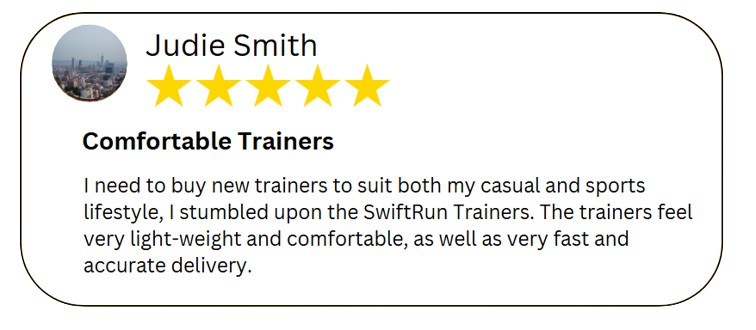 Judie Smith
Comfortable Trainers
I need to buy new trainers to suit both my casual and sports
lifestyle, I stumbled upon the SwiftRun Trainers. The trainers feel
very light-weight and comfortable, as well as very fast and
accurate delivery.